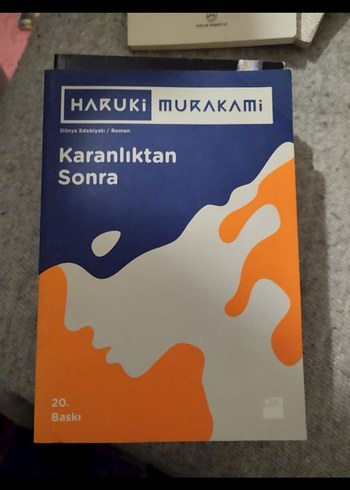 HARUKi MURAKAMi
Dünya Edebiyatı / Roman
Karanlıktan
Sonra
20.
Baskı